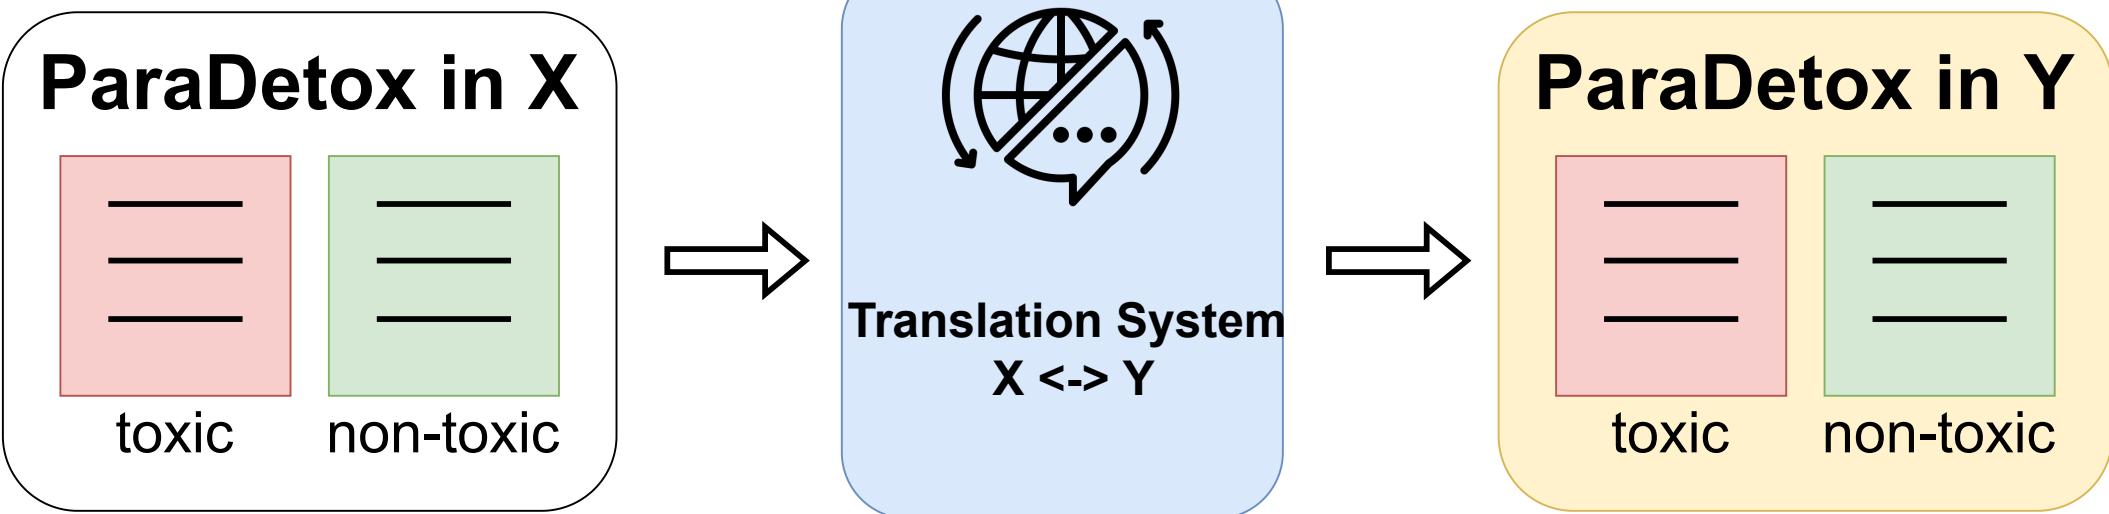 ParaDetox in X
toxic
non-toxic
Translation System
X <-> Y
ParaDetox in Y
toxic
non-toxic